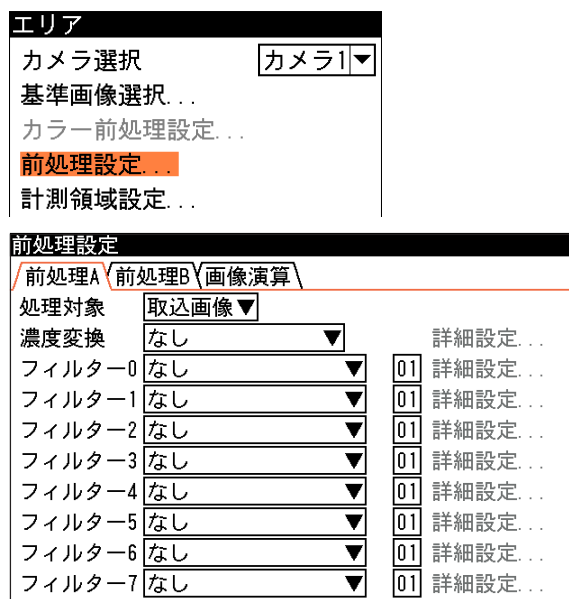 エリア
カメラ選択 カメラ1▼
基準画像選択...
カラー前処理設定...
前処理設定...
計測領域設定...
前処理設定
前処理A 前処理B 画像演算
処理対象 取込画像▼
濃度変換 なし ▼ 詳細設定...
フィルター0 なし ▼ 01 詳細設定...
フィルター1 なし ▼ 01 詳細設定...
フィルター2 なし ▼ 01 詳細設定...
フィルター3 なし ▼ 01 詳細設定...
フィルター4 なし ▼ 01 詳細設定...
フィルター5 なし ▼ 01 詳細設定...
フィルター6 なし ▼ 01 詳細設定...
フィルター7 なし ▼ 01 詳細設定...